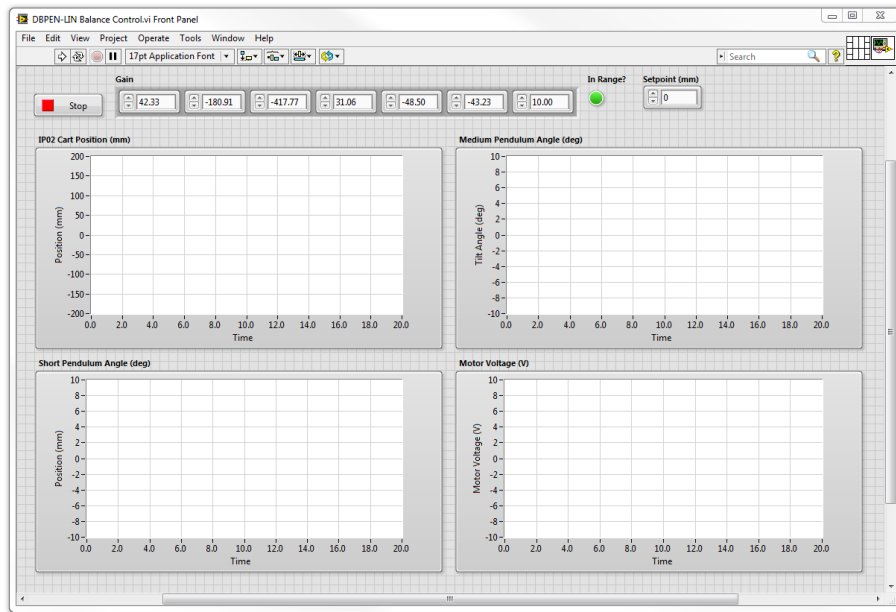 DBPEN-LIN Balance Control.vi Front Panel
File Edit View Project Operate Tools Window Help
17pt Application Font
Search
?
Gain
In Range?
Setpoint (mm)
Stop
42.33 -180.91 -417.77 31.06 -48.50 -43.23 10.00
0
IP02 Cart Position (mm)
200
150
100
50
0
-50
-100
-150
-200
Position (mm)
0.0 2.0 4.0 6.0 8.0 10.0 12.0 14.0 16.0 18.0 20.0
Time
Medium Pendulum Angle (deg)
10
8
6
4
2
0
-2
-4
-6
-8
-10
Tilt Angle (deg)
0.0 2.0 4.0 6.0 8.0 10.0 12.0 14.0 16.0 18.0 20.0
Time
Short Pendulum Angle (deg)
10
8
6
4
2
0
-2
-4
-6
-8
-10
Position (mm)
0.0 2.0 4.0 6.0 8.0 10.0 12.0 14.0 16.0 18.0 20.0
Time
Motor Voltage (V)
10
8
6
4
2
0
-2
-4
-6
-8
-10
Motor Voltage (V)
0.0 2.0 4.0 6.0 8.0 10.0 12.0 14.0 16.0 18.0 20.0
Time